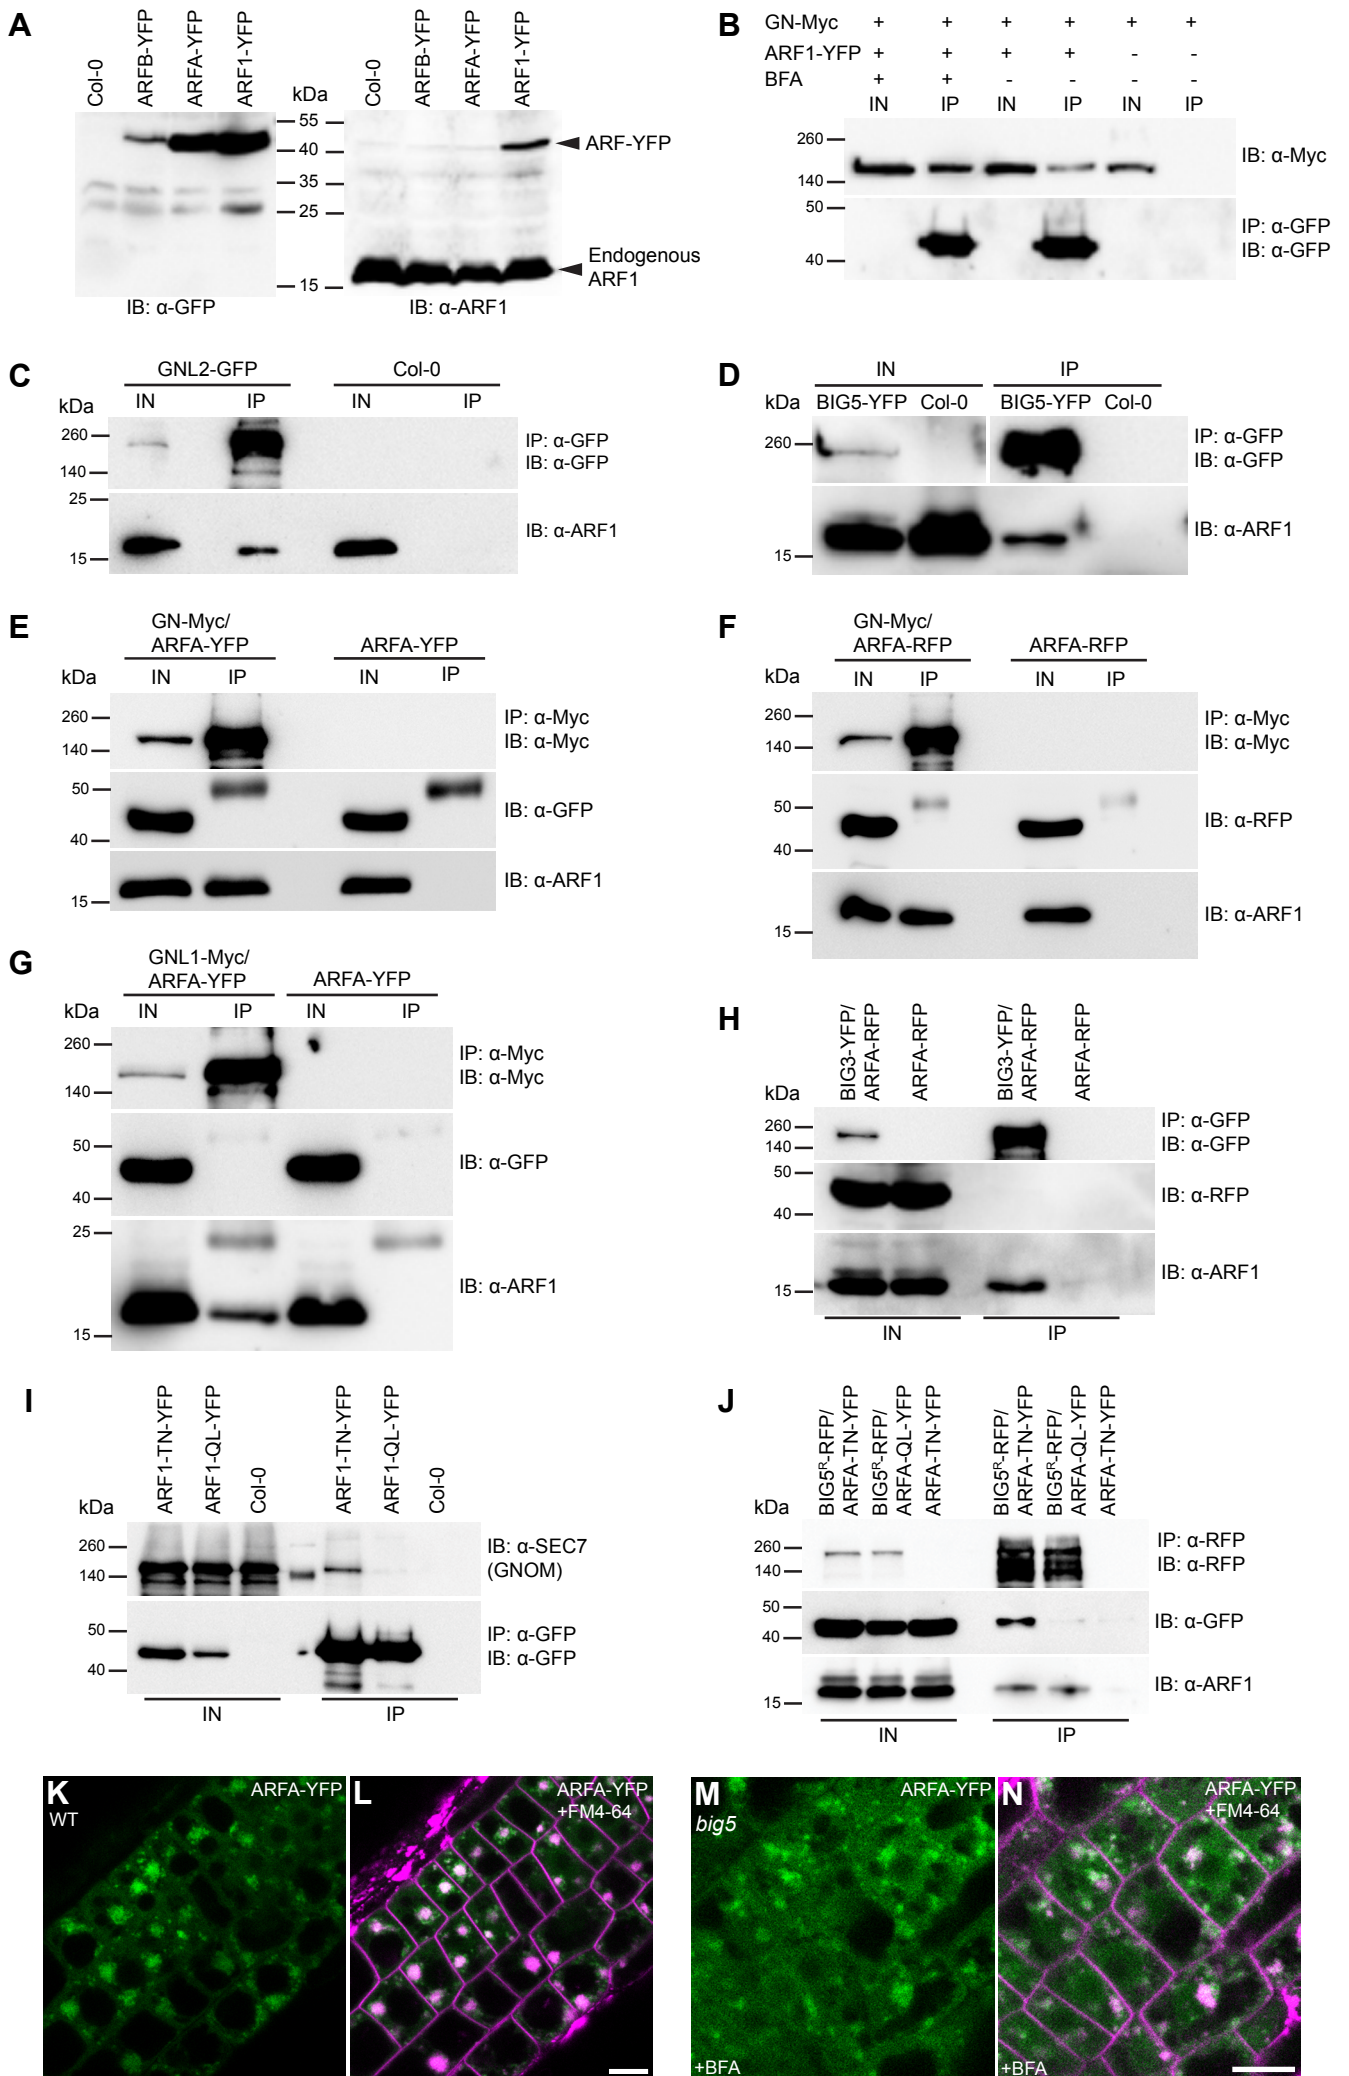 A
Col-0
ARFB-YFP
ARFA-YFP
ARF1-YFP
kDa
Col-0
ARFB-YFP
ARFA-YFP
ARF1-YFP
55
40
35
25
15
ARF-YFP
Endogenous
ARF1
IB: α-GFP
IB: α-ARF1
B
GN-Myc + + + + + +
ARF1-YFP + + + + - -
BFA + + - - - -
IN IP IN IP IN IP
260
140
IB: α-Myc
50
40
IP: α-GFP
IB: α-GFP
C
GNL2-GFP Col-0
kDa IN IP IN IP
260
140
IP: α-GFP
IB: α-GFP
25
15
IB: α-ARF1
D
IN IP
kDa BIG5-YFP Col-0 BIG5-YFP Col-0
260
IP: α-GFP
IB: α-GFP
15
IB: α-ARF1
E
GN-Myc/
ARFA-YFP ARFA-YFP
kDa IN IP IN IP
260
140
IP: α-Myc
IB: α-Myc
50
40
IB: α-GFP
15
IB: α-ARF1
F
GN-Myc/
ARFA-RFP ARFA-RFP
kDa IN IP IN IP
260
140
IP: α-Myc
IB: α-Myc
50
40
IB: α-RFP
15
IB: α-ARF1
G
GNL1-Myc/
ARFA-YFP ARFA-YFP
kDa IN IP IN IP
260
140
IP: α-Myc
IB: α-Myc
50
40
IB: α-GFP
25
15
IB: α-ARF1
H
kDa
BIG3-YFP/
ARFA-RFP
ARFA-RFP
BIG3-YFP/
ARFA-RFP
ARFA-RFP
260
140
IP: α-GFP
IB: α-GFP
50
40
IB: α-RFP
15
IB: α-ARF1
IN IP
I
kDa
ARF1-TN-YFP
ARF1-QL-YFP
Col-0
ARF1-TN-YFP
ARF1-QL-YFP
Col-0
260
140
IB: α-SEC7
(GNOM)
50
40
IP: α-GFP
IB: α-GFP
IN IP
J
kDa
BIG5ᴿ-RFP/
ARFA-TN-YFP
BIG5ᴿ-RFP/
ARFA-QL-YFP
ARFA-TN-YFP
BIG5ᴿ-RFP/
ARFA-TN-YFP
BIG5ᴿ-RFP/
ARFA-QL-YFP
ARFA-TN-YFP
260
140
IP: α-RFP
IB: α-RFP
50
40
IB: α-GFP
15
IB: α-ARF1
IN IP
K
WT
ARFA-YFP
L
ARFA-YFP
+FM4-64
M
big5
ARFA-YFP
+BFA
N
ARFA-YFP
+FM4-64
+BFA